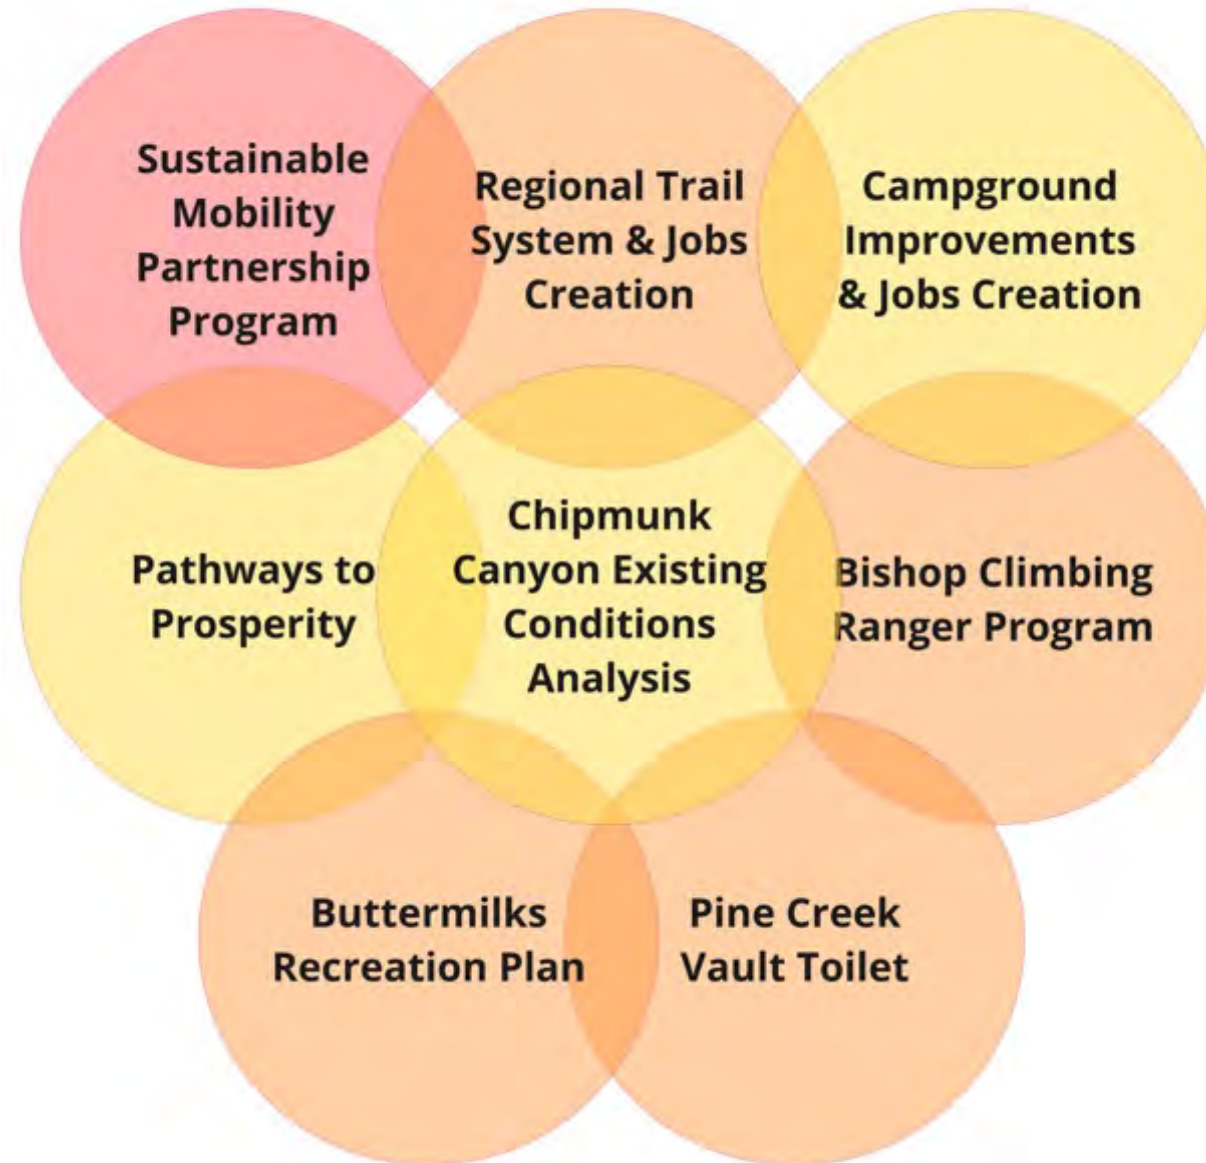 Sustainable
Mobility
Partnership
Program
Regional Trail
System & Jobs
Creation
Campground
Improvements
& Jobs Creation
Pathways to
Prosperity
Chipmunk
Canyon Existing
Conditions
Analysis
Bishop Climbing
Ranger Program
Buttermilks
Recreation Plan
Pine Creek
Vault Toilet